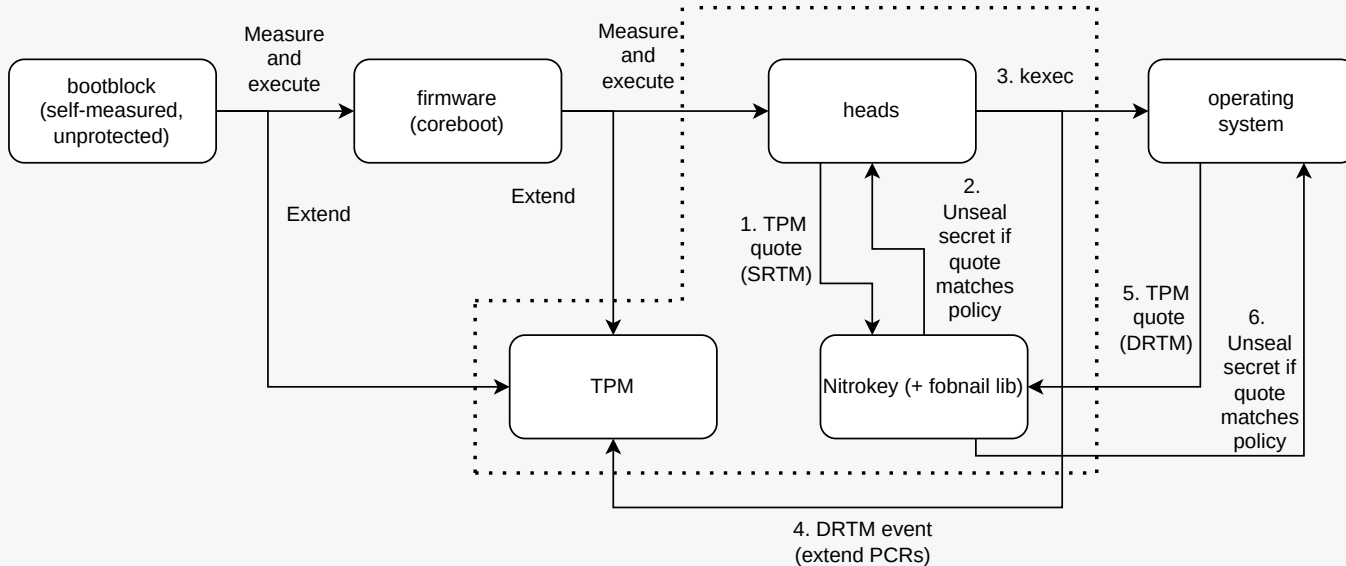 Measure
and
execute
Measure
and
execute
bootblock
(self-measured,
unprotected)
firmware
(coreboot)
heads
3. kexec
operating
system
Extend
Extend
1. TPM
quote
(SRTM)
2.
Unseal
secret if
quote
matches
policy
5. TPM
quote
(DRTM)
6.
Unseal
secret if
quote
matches
policy
TPM
Nitrokey (+ fobnail lib)
4. DRTM event
(extend PCRs)